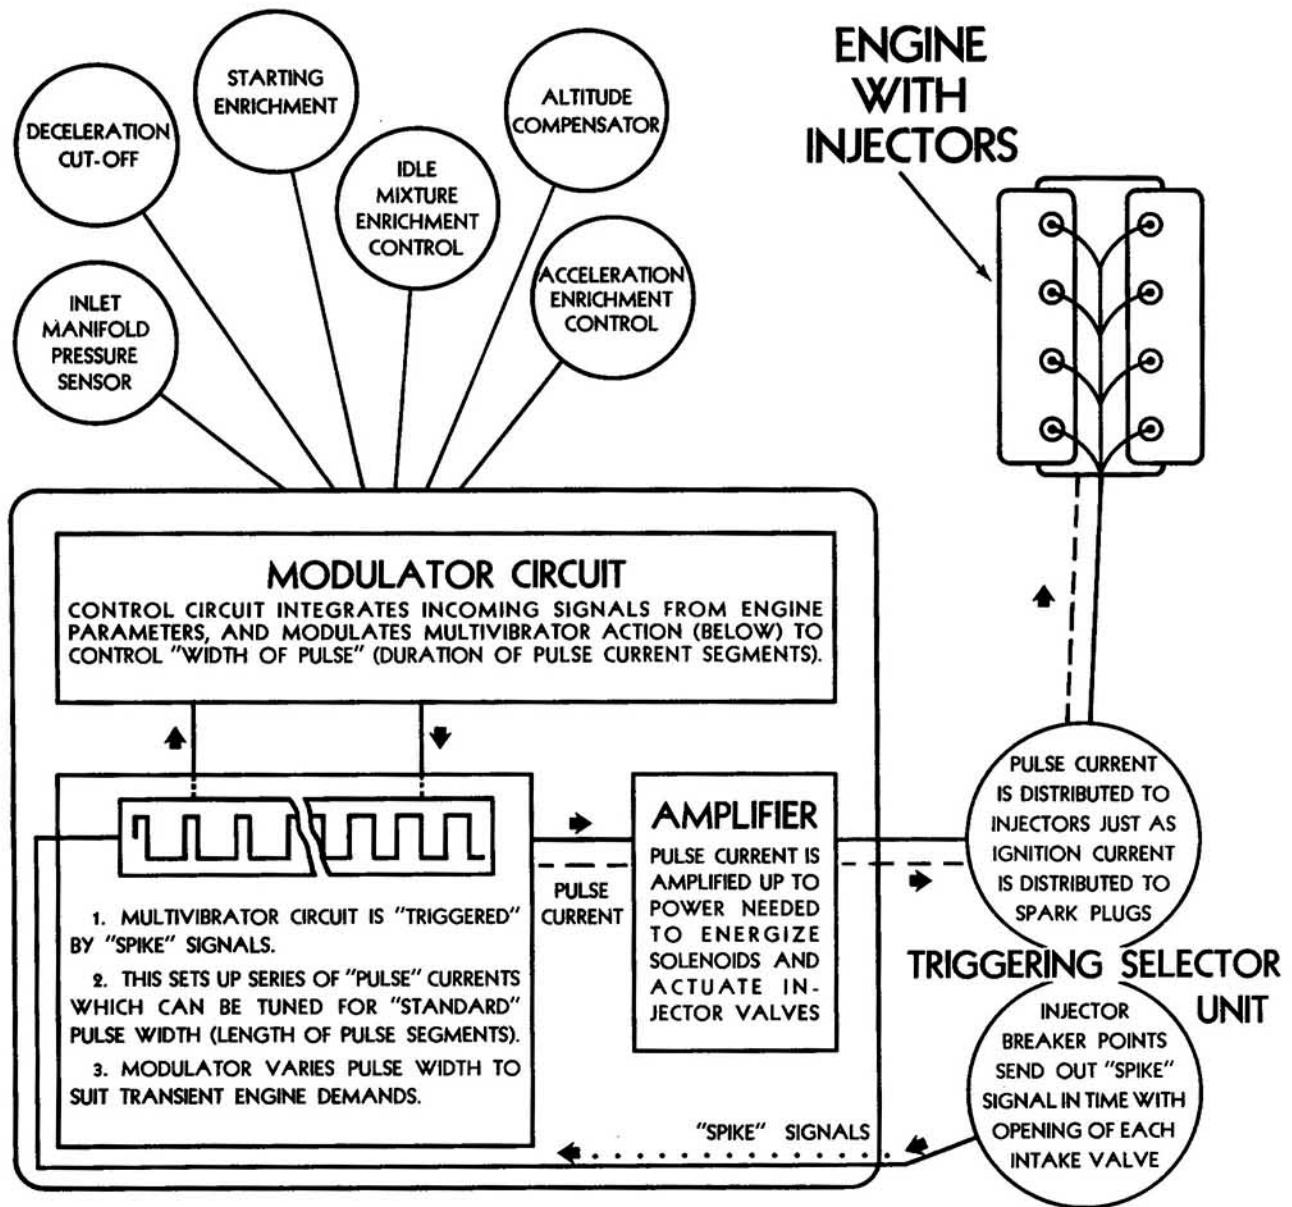 DECELERATION
CUT-OFF
STARTING
ENRICHMENT
IDLE
MIXTURE
ENRICHMENT
CONTROL
ALTITUDE
COMPENSATOR
INLET
MANIFOLD
PRESSURE
SENSOR
ACCELERATION
ENRICHMENT
CONTROL
ENGINE
WITH
INJECTORS
MODULATOR CIRCUIT
CONTROL CIRCUIT INTEGRATES INCOMING SIGNALS FROM ENGINE
PARAMETERS, AND MODULATES MULTIVIBRATOR ACTION (BELOW) TO
CONTROL "WIDTH OF PULSE" (DURATION OF PULSE CURRENT SEGMENTS).
1. MULTIVIBRATOR CIRCUIT IS "TRIGGERED"
BY "SPIKE" SIGNALS.
2. THIS SETS UP SERIES OF "PULSE" CURRENTS
WHICH CAN BE TUNED FOR "STANDARD"
PULSE WIDTH (LENGTH OF PULSE SEGMENTS).
3. MODULATOR VARIES PULSE WIDTH TO
SUIT TRANSIENT ENGINE DEMANDS.
PULSE
CURRENT
AMPLIFIER
PULSE CURRENT IS
AMPLIFIED UP TO
POWER NEEDED
TO ENERGIZE
SOLENOIDS AND
ACTUATE IN-
JECTOR VALVES
PULSE CURRENT
IS DISTRIBUTED TO
INJECTORS JUST AS
IGNITION CURRENT
IS DISTRIBUTED TO
SPARK PLUGS
TRIGGERING SELECTOR
UNIT
INJECTOR
BREAKER POINTS
SEND OUT "SPIKE"
SIGNAL IN TIME WITH
OPENING OF EACH
INTAKE VALVE
"SPIKE" SIGNALS